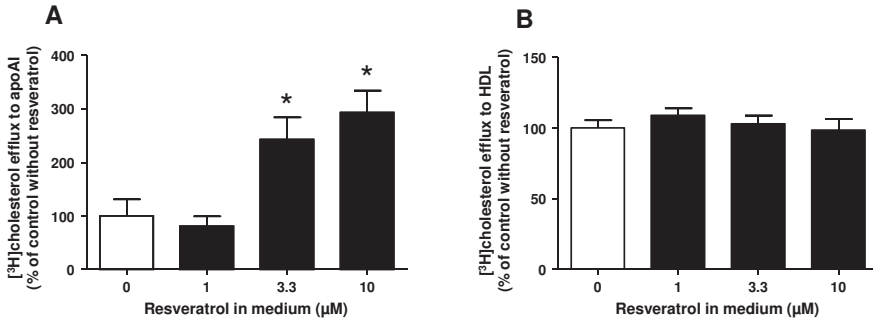 A
[³H]cholesterol efflux to apoAI
(% of control without resveratrol)
400
300
200
100
0
*
*
0 1 3.3 10
Resveratrol in medium (µM)
B
[³H]cholesterol efflux to HDL
(% of control without resveratrol)
150
100
50
0
0 1 3.3 10
Resveratrol in medium (µM)